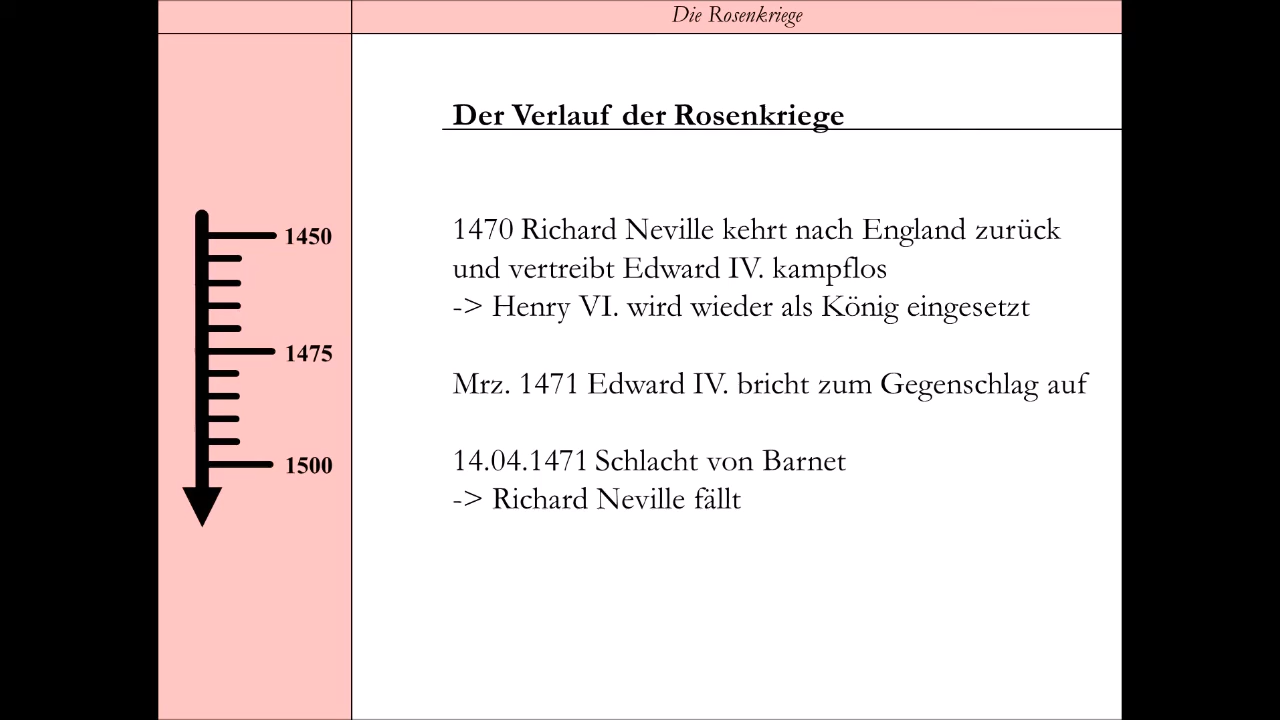 Die Rosenkriege
Der Verlauf der Rosenkriege
1450
1475
1500
1470 Richard Neville kehrt nach England zurück
und vertreibt Edward IV. kampflos
-> Henry VI. wird wieder als König eingesetzt
Mrz. 1471 Edward IV. bricht zum Gegenschlag auf
14.04.1471 Schlacht von Barnet
-> Richard Neville fällt